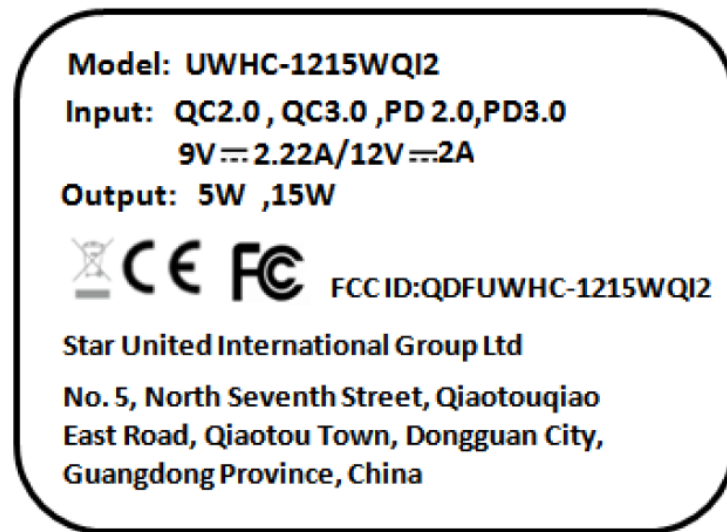 Model: UWHC-1215WQI2
Input: QC2.0 , QC3.0 ,PD 2.0,PD3.0
9V⎓2.22A/12V⎓2A
Output: 5W ,15W
CE FC FCC ID:QDFUWHC-1215WQI2
Star United International Group Ltd
No. 5, North Seventh Street, Qiaotouqiao
East Road, Qiaotou Town, Dongguan City,
Guangdong Province, China